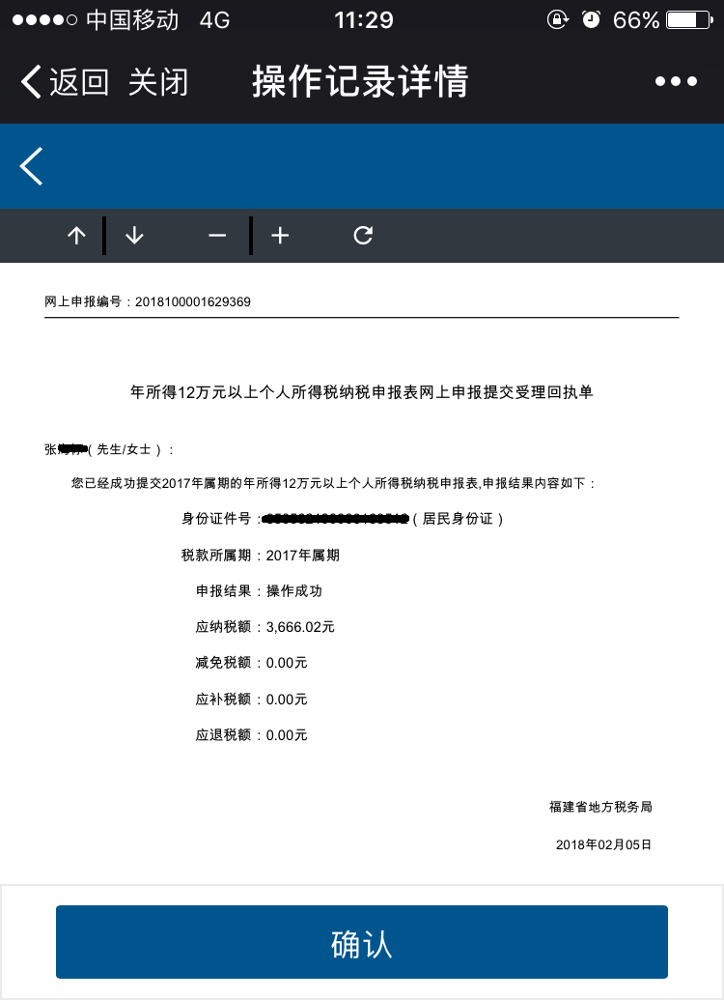 中国移动 4G 11:29 66%
返回 关闭 操作记录详情
网上申报编号：2018100001629369
年所得12万元以上个人所得税纳税申报表网上申报提交受理回执单
张 （ 先生/女士 ）：
您已经成功提交2017年属期的年所得12万元以上个人所得税纳税申报表,申报结果内容如下：
身份证件号： （ 居民身份证 ）
税款所属期：2017年属期
申报结果：操作成功
应纳税额：3,666.02元
减免税额：0.00元
应补税额：0.00元
应退税额：0.00元
福建省地方税务局
2018年02月05日
确认